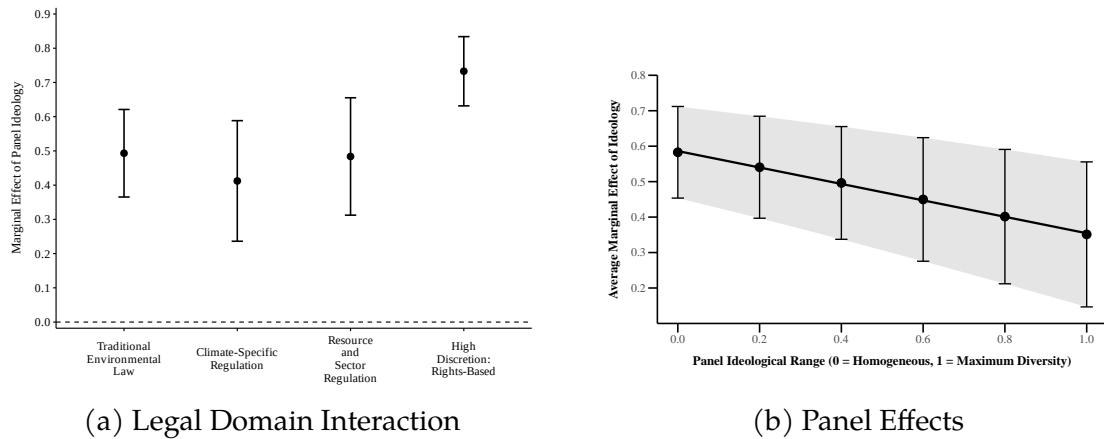 0.9
0.8
0.7
0.6
0.5
0.4
0.3
0.2
0.1
0.0
Marginal Effect of Panel Ideology
Traditional
Environmental
Law
Climate-Specific
Regulation
Resource
and
Sector
Regulation
High
Discretion:
Rights-Based
(a) Legal Domain Interaction
0.8
0.7
0.6
0.5
0.4
0.3
0.2
Average Marginal Effect of Ideology
0.0 0.2 0.4 0.6 0.8 1.0
Panel Ideological Range (0 = Homogeneous, 1 = Maximum Diversity)
(b) Panel Effects